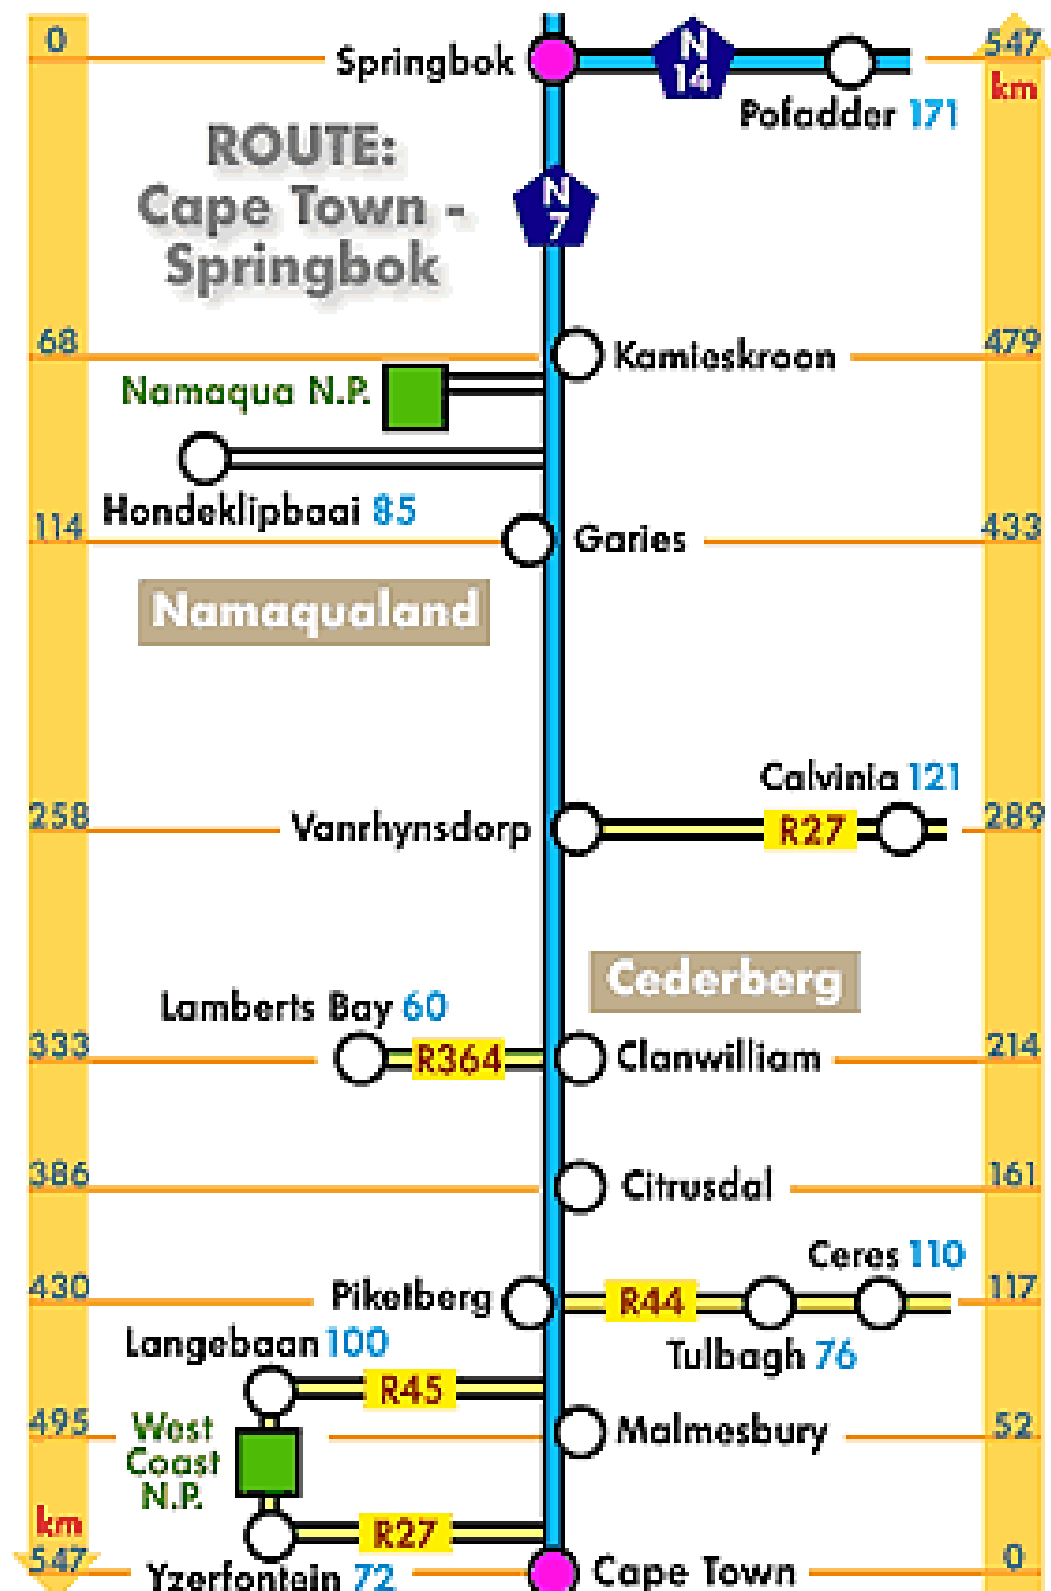 0
Springbok
N
14
547
km
Pofadder 171
ROUTE:
Cape Town -
Springbok
N
7
68
Kamieskroon
479
Namaqua N.P.
Hondeklipbaai 85
114
Garies
433
Namaqualand
Calvinia 121
258
Vanrhynsdorp
R27
289
Cederberg
Lamberts Bay 60
333
R364
Clanwilliam
214
386
Citrusdal
161
Ceres 110
430
Piketberg
R44
117
Langebaan 100
Tulbagh 76
R45
495
West
Coast
N.P.
Malmesbury
52
km
R27
547
Yzerfontein 72
Cape Town
0